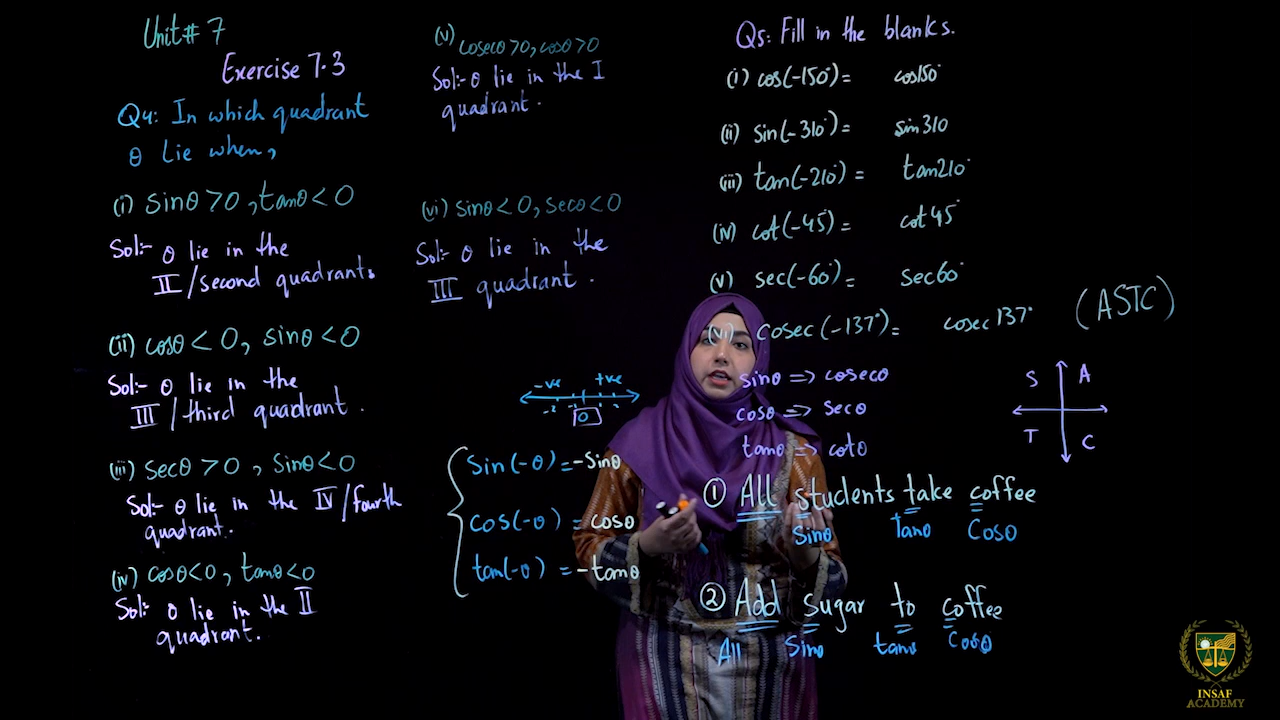 Unit# 7
Exercise 7.3
Q4: In which quadrant
θ lie when,
(i) sinθ >0 ,tanθ< 0
Sol:- θ lie in the
II/second quadrants
(ii) cosθ < 0, sinθ < 0
Sol:- θ lie in the
III/third quadrant.
(iii) secθ >0 , sinθ<0
Sol:- θ lie in the IV/fourth
quadrant.
(iv) cosθ<0 , tanθ<0
Sol:- θ lie in the II
quadrant.
(v) cosecθ>0, cosθ>0
Sol:- θ lie in the I
quadrant.
(vi) sinθ<0, secθ<0
Sol:- θ lie in the
III quadrant.
-ve +ve
-2 -1 0 1 2
sin(-θ) = -sinθ
cos(-θ) = cosθ
tan(-θ) = -tanθ
Q5: Fill in the blanks.
(i) cos(-150°)= cos150°
(ii) sin(-310°)= sin310
(iii) tan(-210°) = tan210°
(iv) cot(-45°) = cot45°
(v) sec(-60°)= sec60°
(vi) cosec(-137°)= cosec137°
(ASTC)
S A
T C
sinθ => cosecθ
cosθ => secθ
tanθ => cotθ
① All students take coffee
sinθ tanθ cosθ
② Add sugar to coffee
All sinθ tanθ cosθ
INSAF
ACADEMY